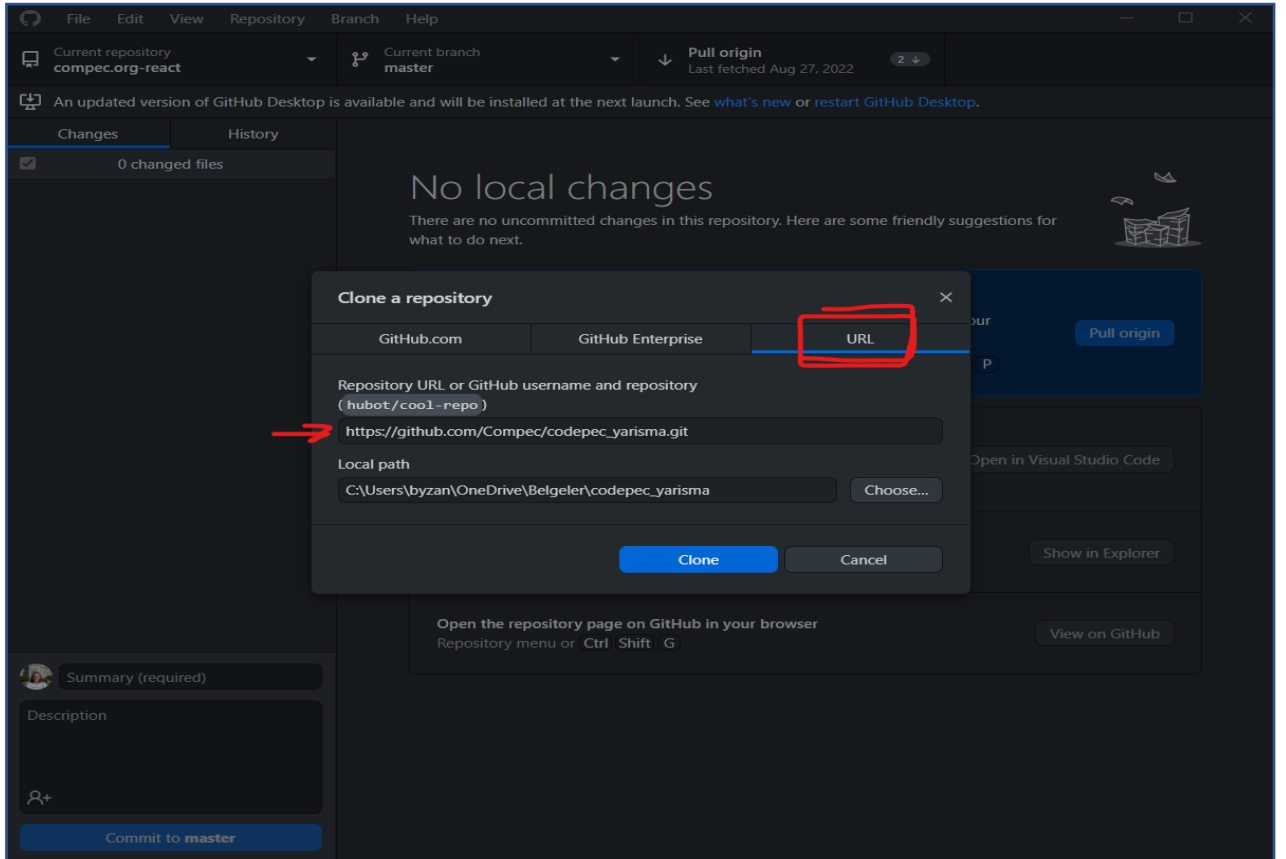 File Edit View Repository Branch Help
Current repository
compec.org-react
Current branch
master
Pull origin
Last fetched Aug 27, 2022
2
An updated version of GitHub Desktop is available and will be installed at the next launch. See what's new or restart GitHub Desktop.
Changes History
0 changed files
No local changes
There are no uncommitted changes in this repository. Here are some friendly suggestions for
what to do next.
Clone a repository
GitHub.com GitHub Enterprise URL
Repository URL or GitHub username and repository
(hubot/cool-repo)
https://github.com/Compec/codepec_yarisma.git
Local path
C:\Users\byzan\OneDrive\Belgeler\codepec_yarisma
Choose...
Clone Cancel
Pull origin
P
Open in Visual Studio Code
Show in Explorer
Open the repository page on GitHub in your browser
Repository menu or Ctrl Shift G
View on GitHub
Summary (required)
Description
Commit to master